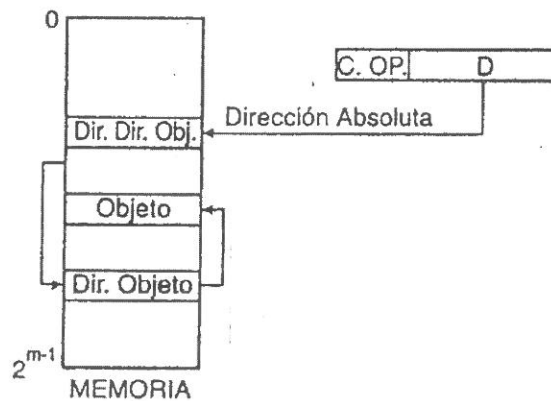 0
C. OP. D
Dir. Dir. Obj.
Dirección Absoluta
Objeto
Dir. Objeto
2^m-1
MEMORIA